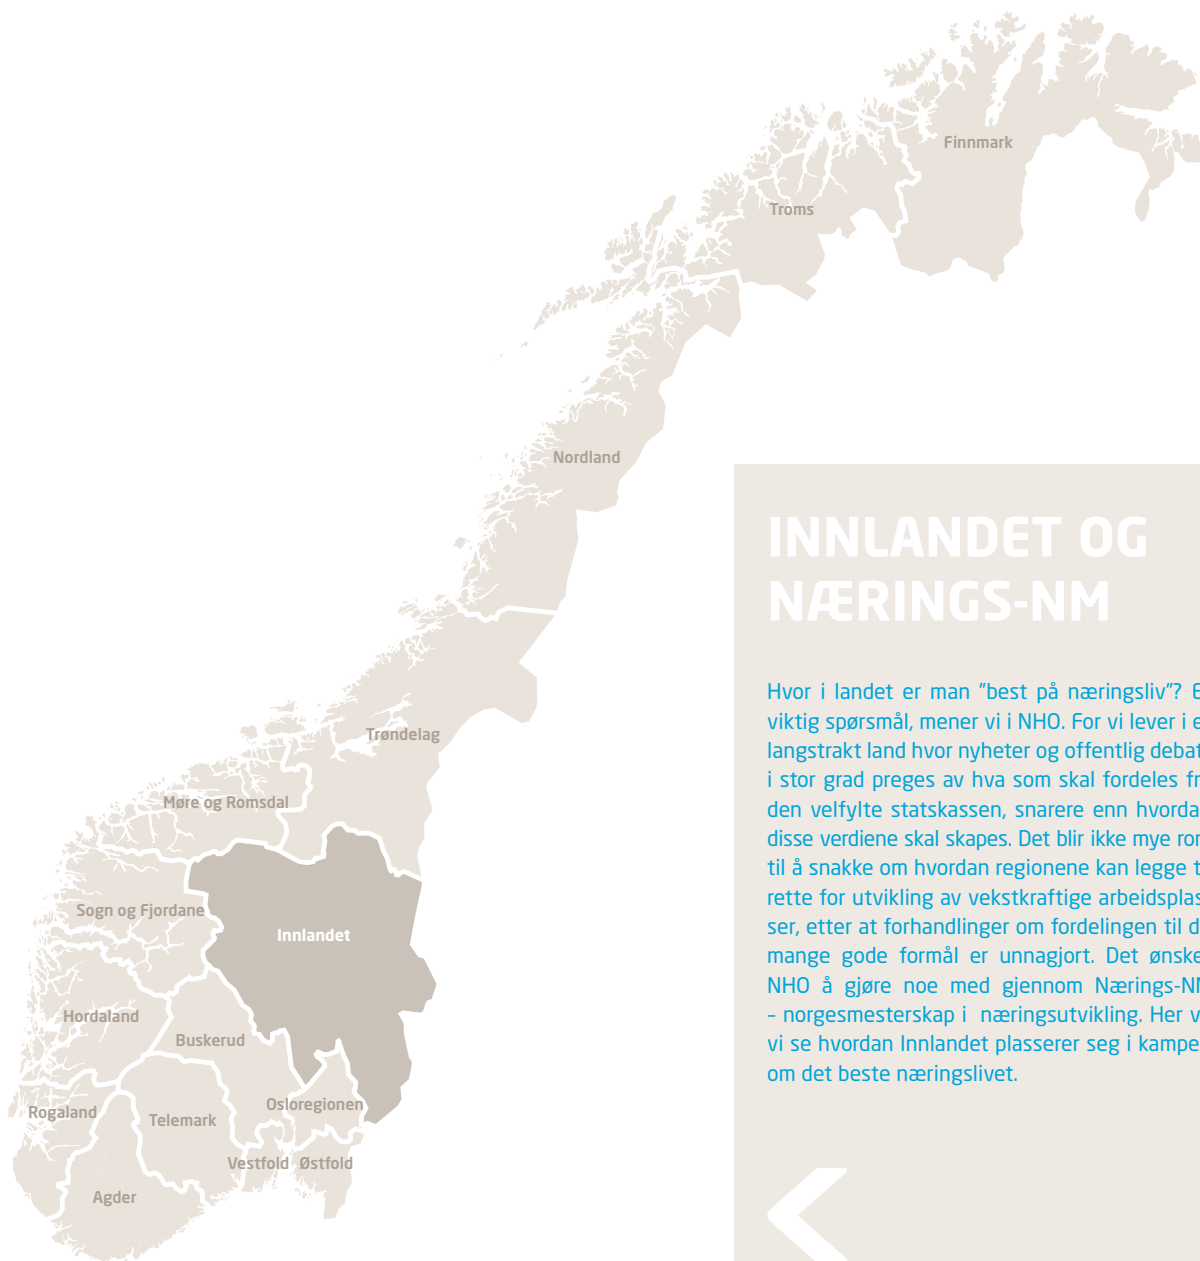 Finnmark
Troms
Nordland
Trøndelag
Møre og Romsdal
Sogn og Fjordane
Innlandet
Hordaland
Buskerud
Rogaland
Telemark
Osloregionen
Vestfold
Østfold
Agder
INNLANDET OG
NÆRINGS-NM
Hvor i landet er man ”best på næringsliv”? E
viktig spørsmål, mener vi i NHO. For vi lever i e
langstrakt land hvor nyheter og offentlig debat
i stor grad preges av hva som skal fordeles fr
den velfylte statskassen, snarere enn hvorda
disse verdiene skal skapes. Det blir ikke mye ro
til å snakke om hvordan regionene kan legge t
rette for utvikling av vekstkraftige arbeidsplas
ser, etter at forhandlinger om fordelingen til d
mange gode formål er unnagjort. Det ønske
NHO å gjøre noe med gjennom Nærings-N
– norgesmesterskap i næringsutvikling. Her v
vi se hvordan Innlandet plasserer seg i kampe
om det beste næringslivet.